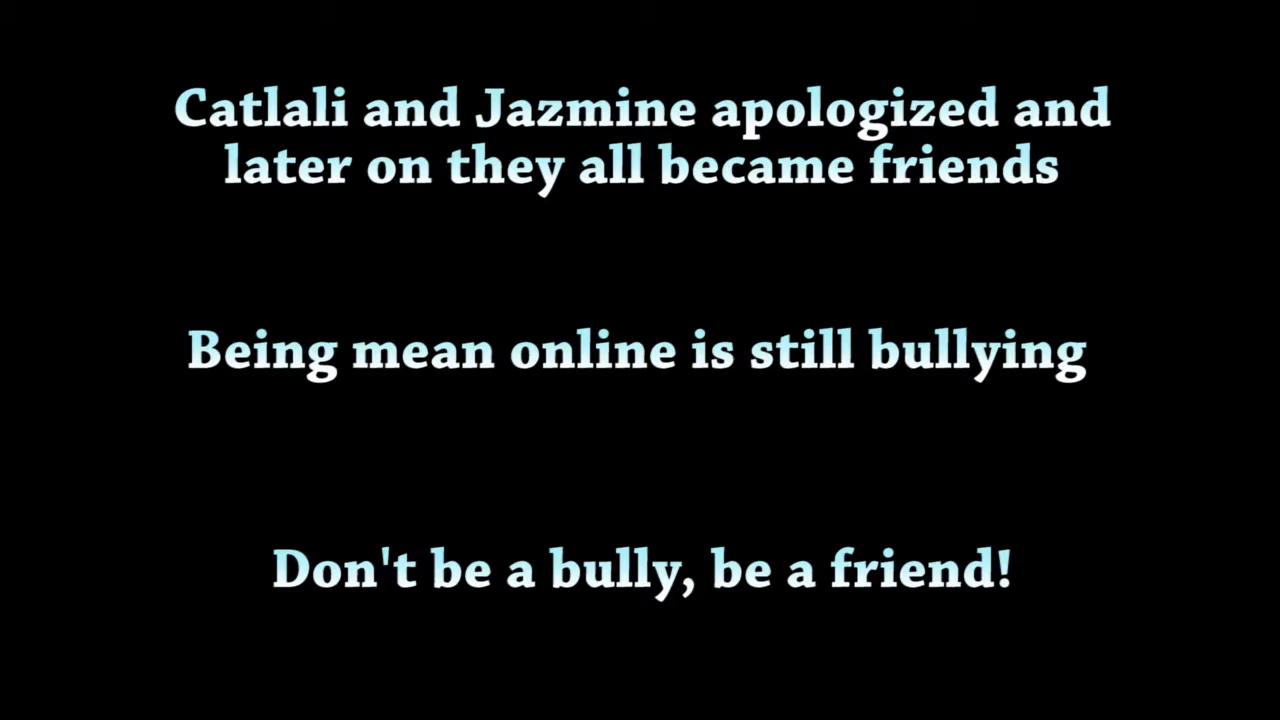 Catlali and Jazmine apologized and
later on they all became friends
Being mean online is still bullying
Don't be a bully, be a friend!